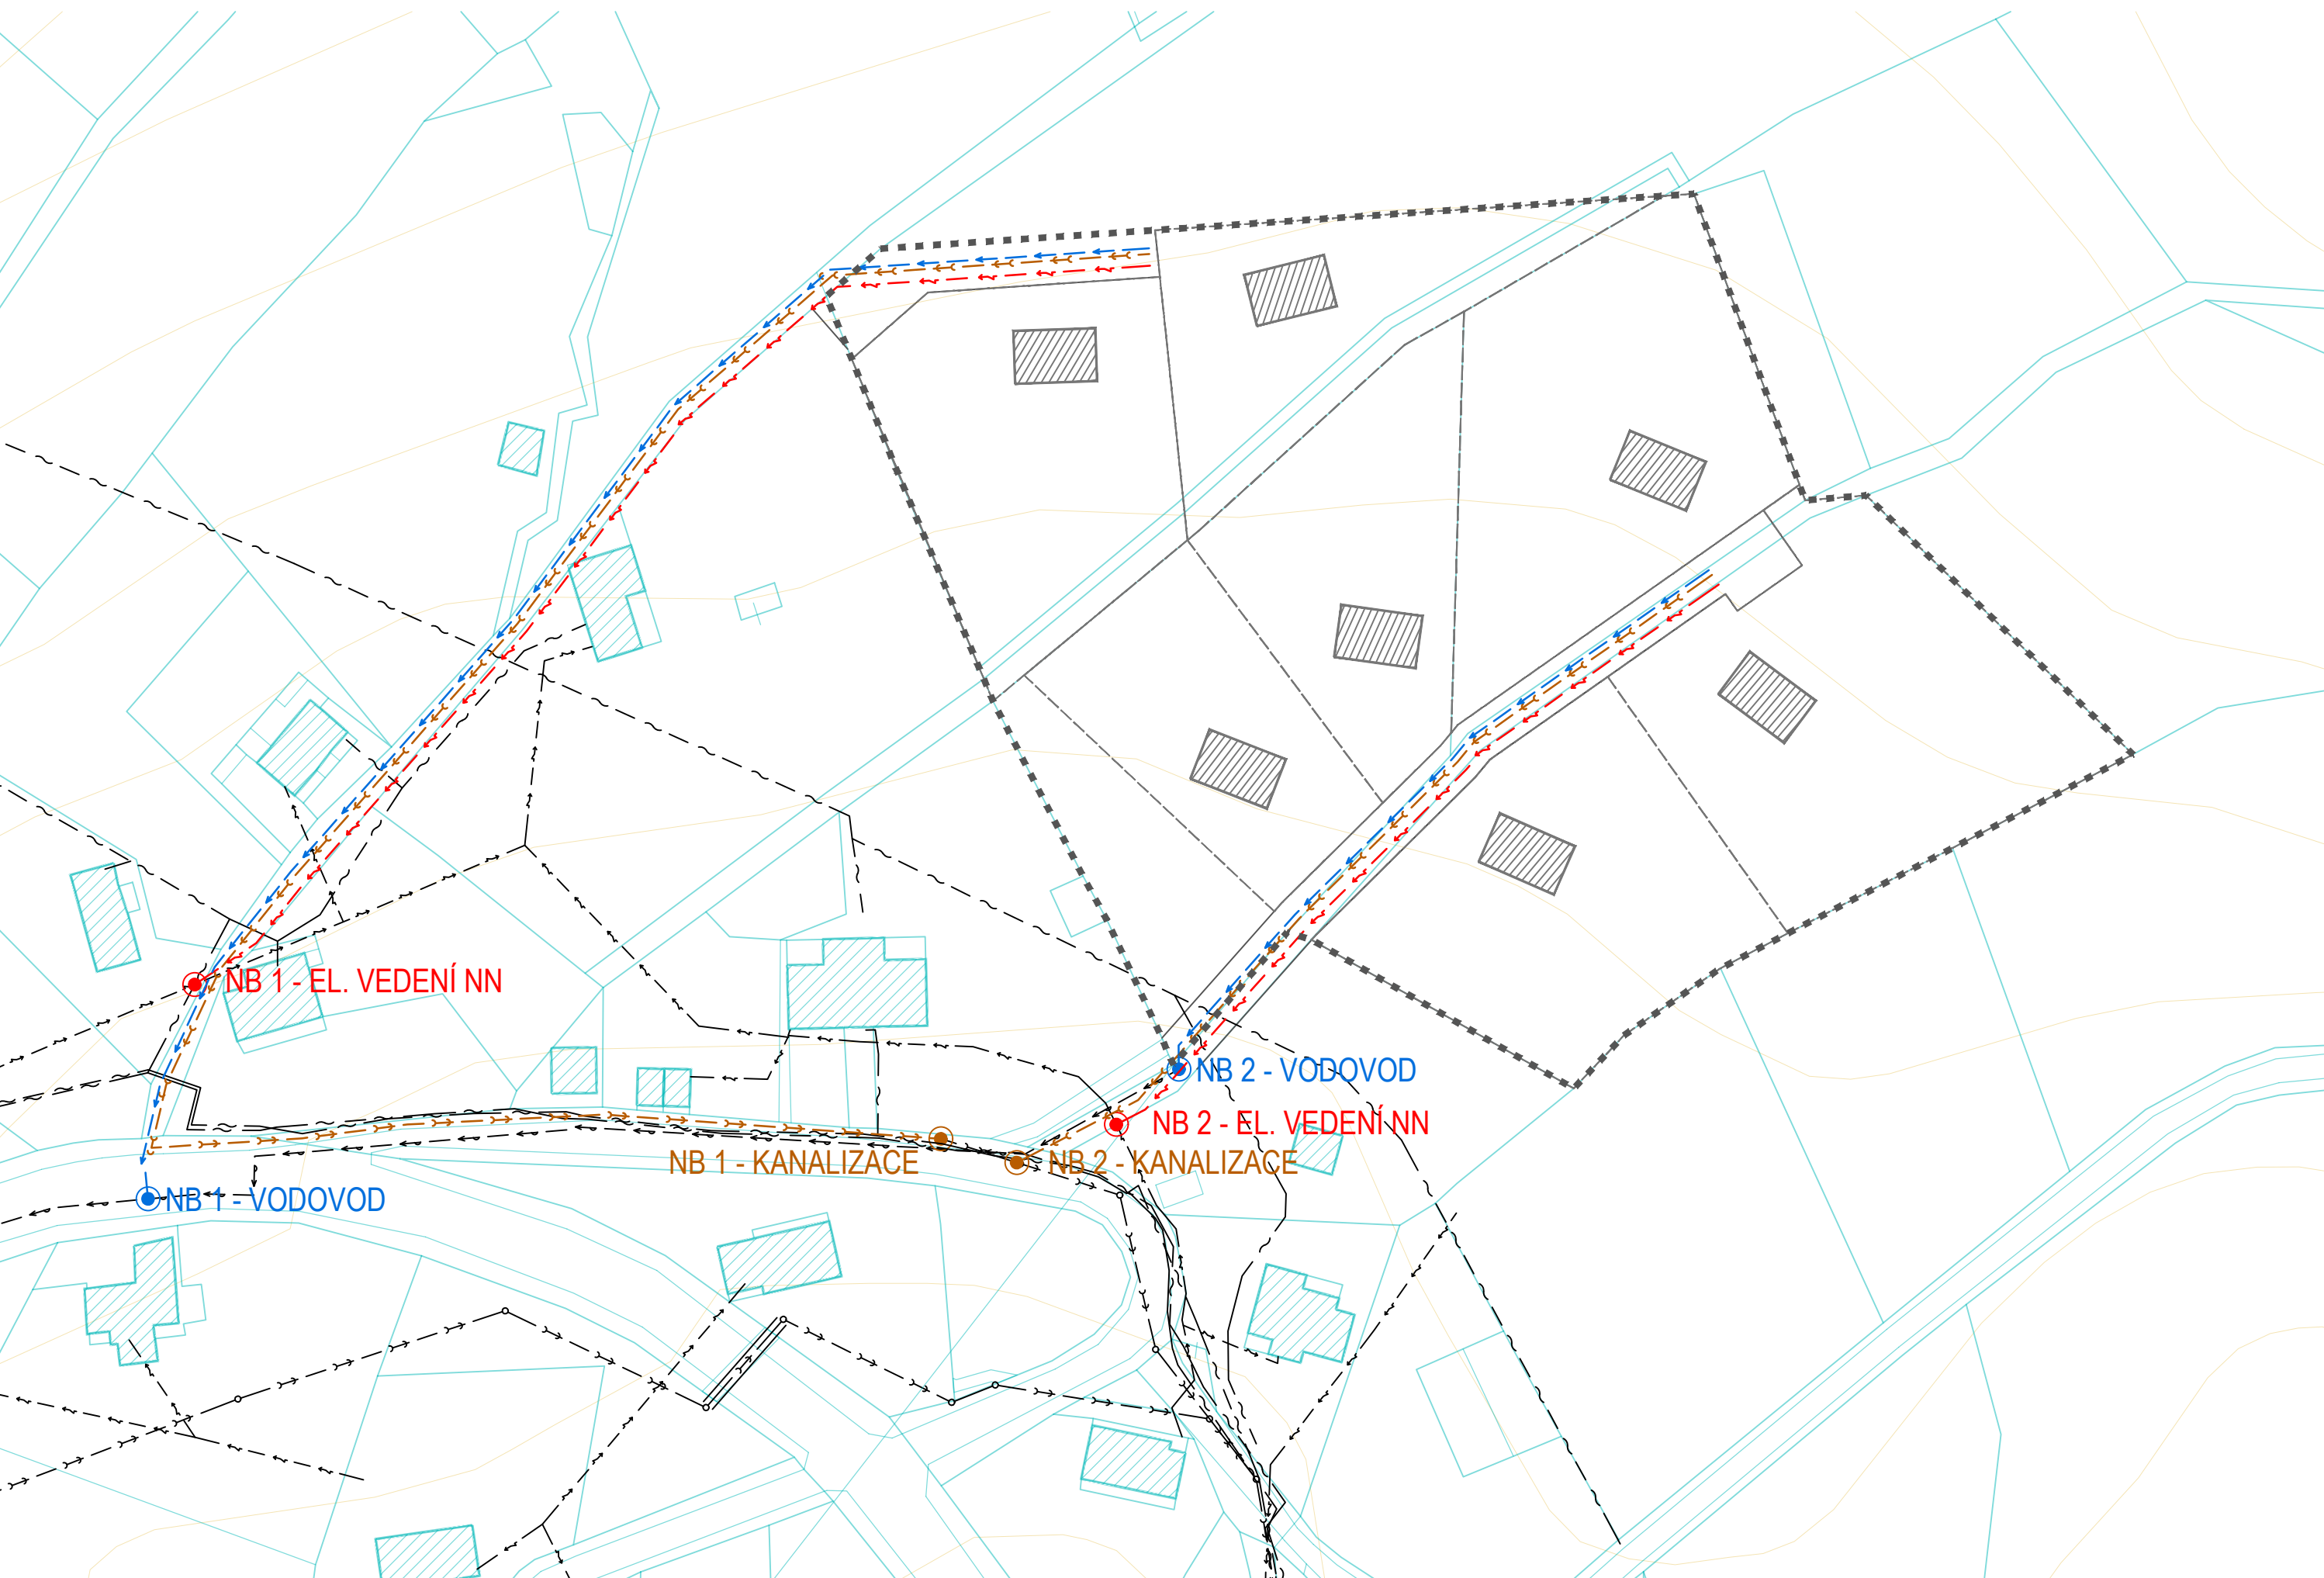 NB 1 - EL. VEDENÍ NN
NB 2 - VODOVOD
NB 2 - EL. VEDENÍ NN
NB 1 - KANALIZACE
NB 2 - KANALIZACE
NB 1 - VODOVOD